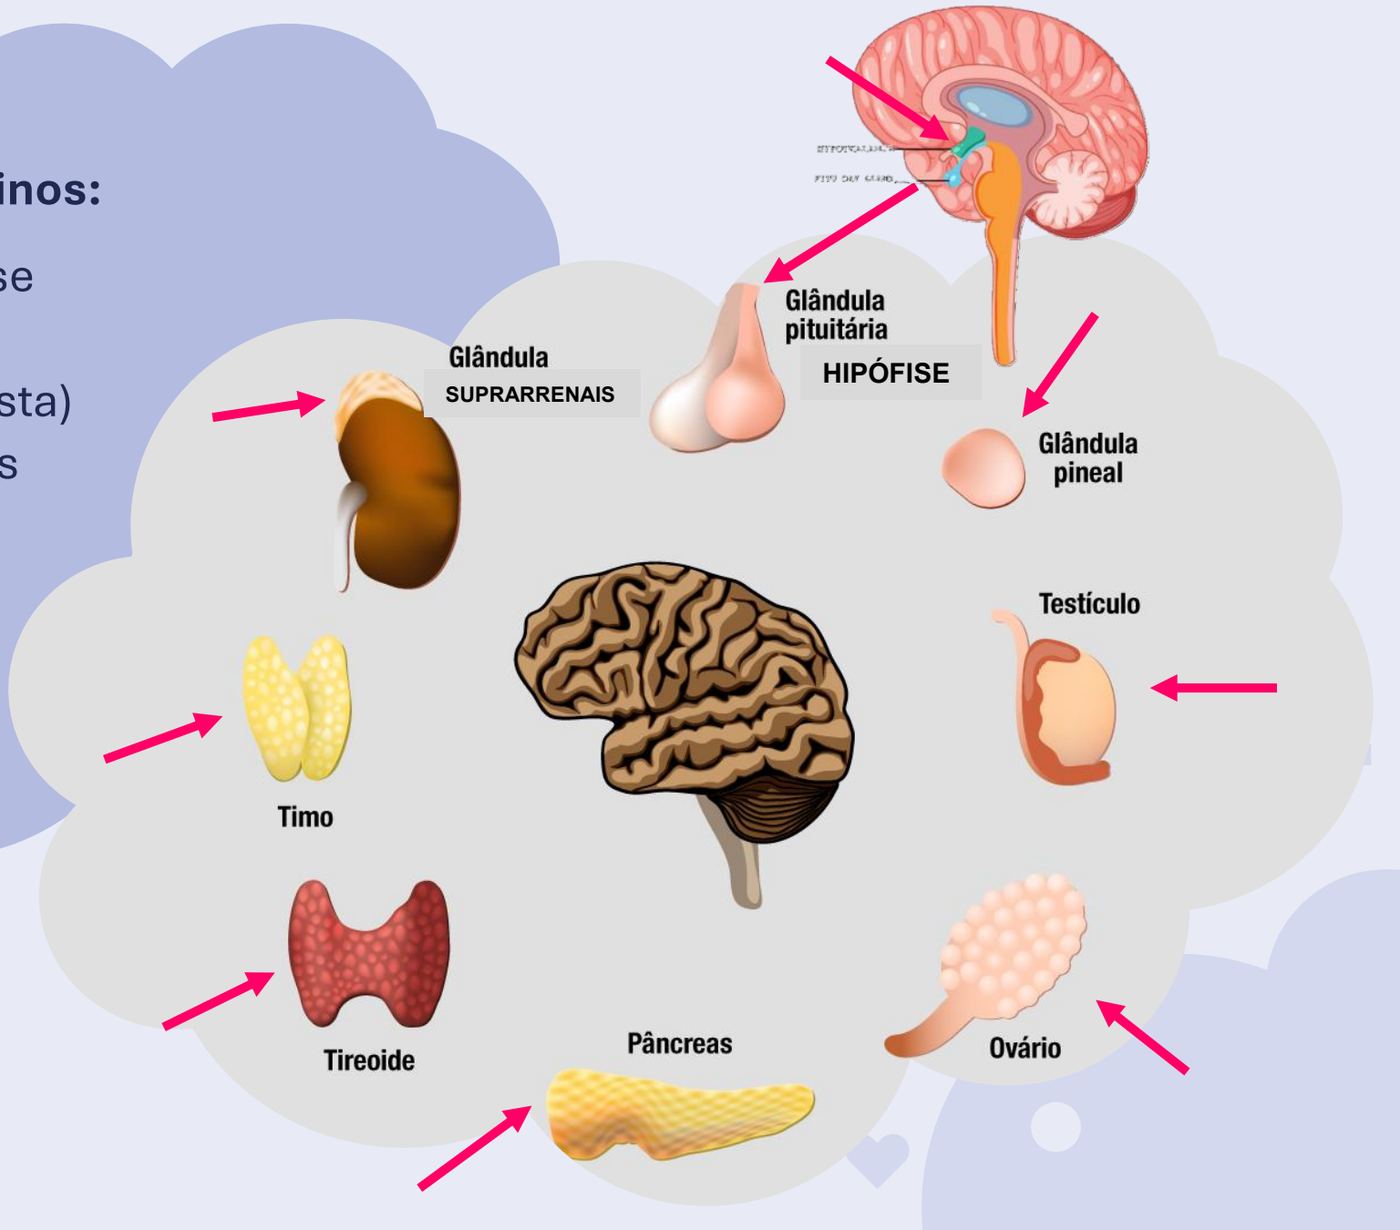 inos:
se
sta)
s
Glândula
pituitária
HIPÓFISE
Glândula
SUPRARRENAIS
Glândula
pineal
Testículo
Timo
Tireoide
Pâncreas
Ovário